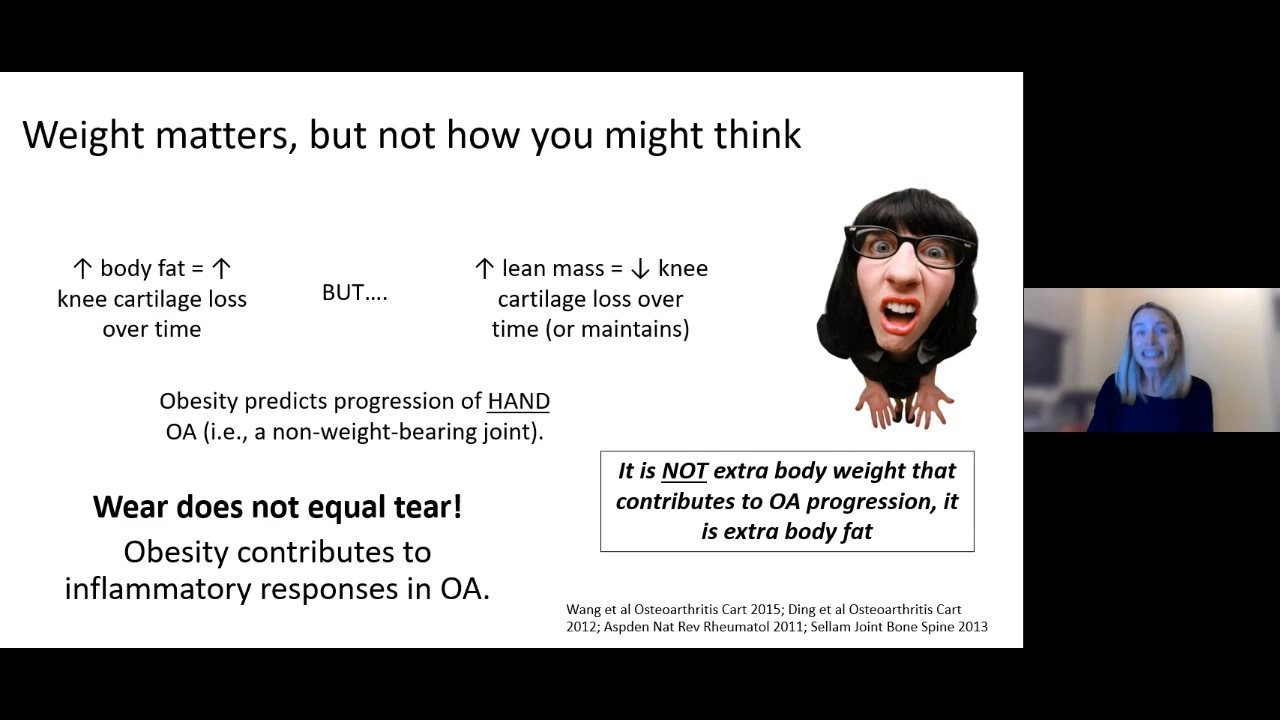 Weight matters, but not how you might think
↑ body fat = ↑
knee cartilage loss
over time
BUT....
↑ lean mass = ↓ knee
cartilage loss over
time (or maintains)
Obesity predicts progression of HAND
OA (i.e., a non-weight-bearing joint).
It is NOT extra body weight that
contributes to OA progression, it
is extra body fat
Wear does not equal tear!
Obesity contributes to
inflammatory responses in OA.
Wang et al Osteoarthritis Cart 2015; Ding et al Osteoarthritis Cart
2012; Aspden Nat Rev Rheumatol 2011; Sellam Joint Bone Spine 2013